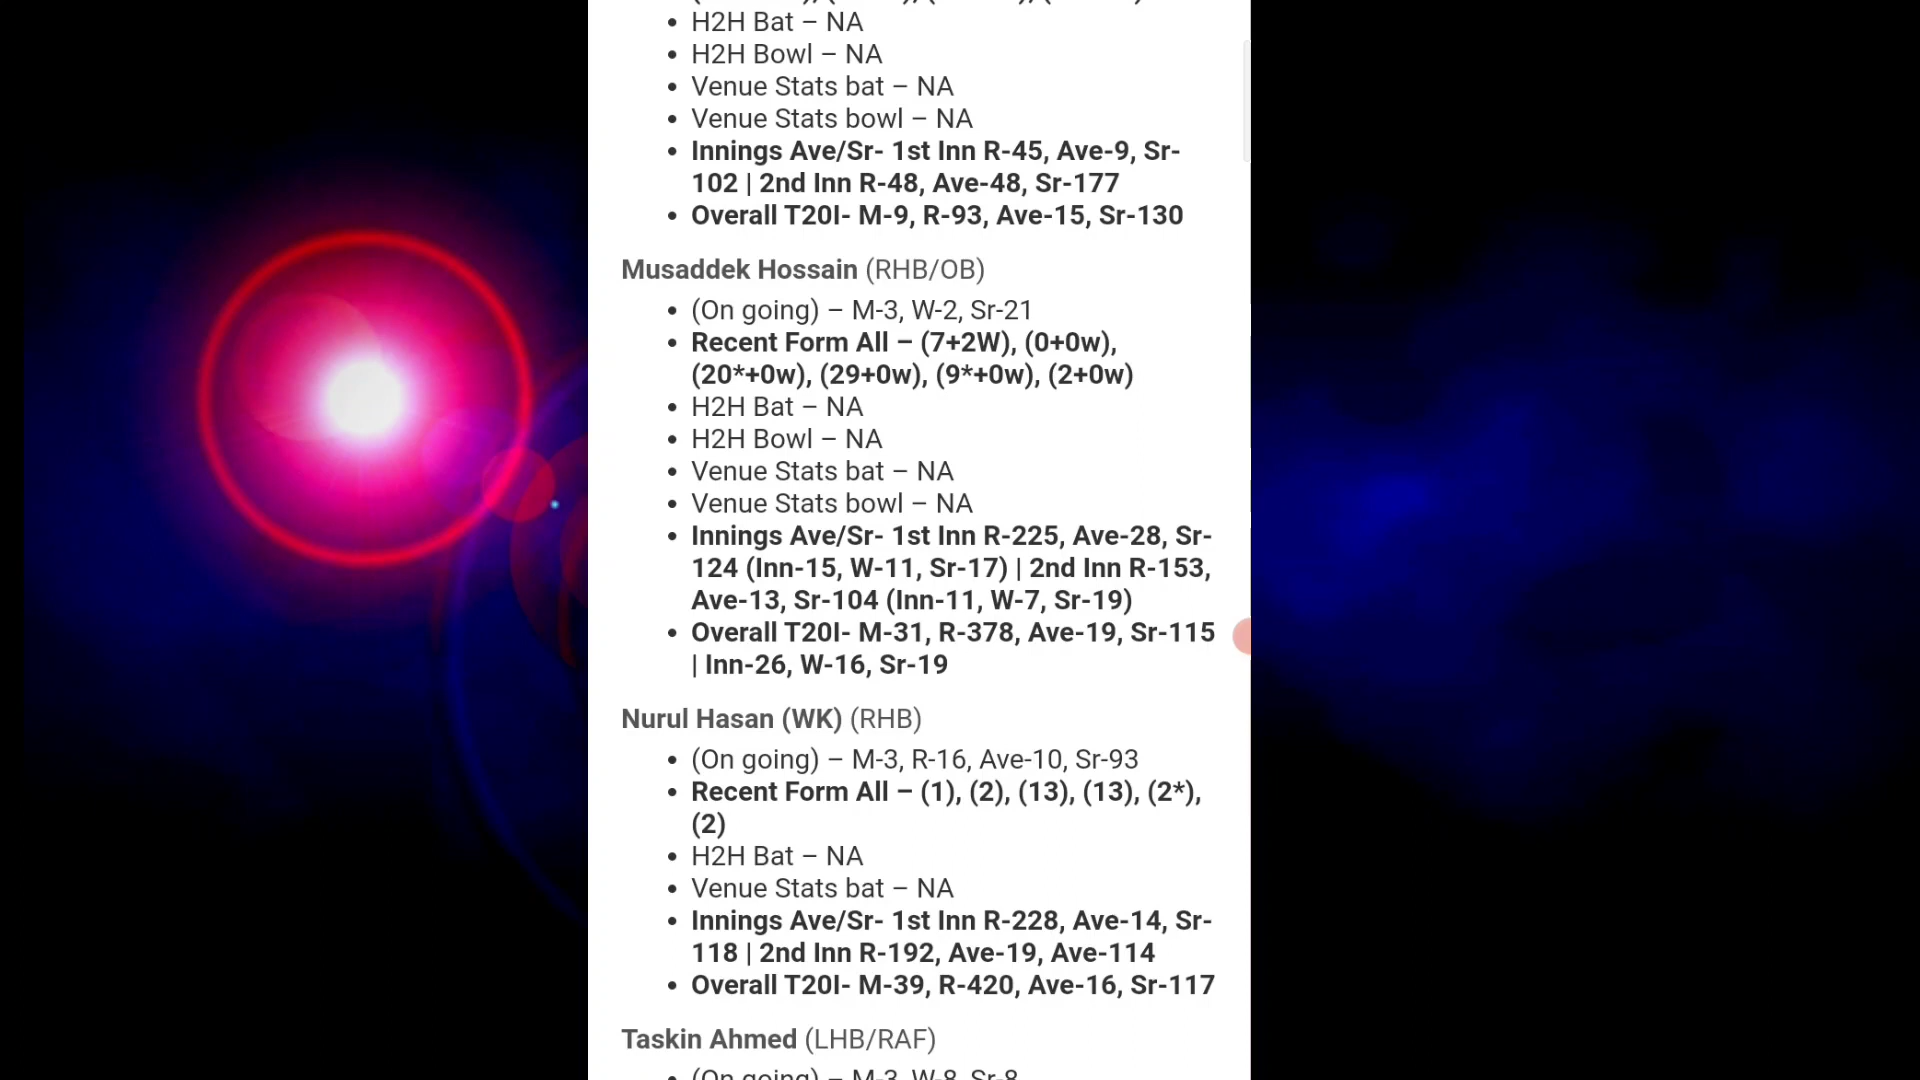 • H2H Bat – NA
• H2H Bowl – NA
• Venue Stats bat – NA
• Venue Stats bowl – NA
• Innings Ave/Sr- 1st Inn R-45, Ave-9, Sr-
102 | 2nd Inn R-48, Ave-48, Sr-177
• Overall T20I- M-9, R-93, Ave-15, Sr-130
Musaddek Hossain (RHB/OB)
• (On going) – M-3, W-2, Sr-21
• Recent Form All – (7+2W), (0+0w),
(20*+0w), (29+0w), (9*+0w), (2+0w)
• H2H Bat – NA
• H2H Bowl – NA
• Venue Stats bat – NA
• Venue Stats bowl – NA
• Innings Ave/Sr- 1st Inn R-225, Ave-28, Sr-
124 (Inn-15, W-11, Sr-17) | 2nd Inn R-153,
Ave-13, Sr-104 (Inn-11, W-7, Sr-19)
• Overall T20I- M-31, R-378, Ave-19, Sr-115
| Inn-26, W-16, Sr-19
Nurul Hasan (WK) (RHB)
• (On going) – M-3, R-16, Ave-10, Sr-93
• Recent Form All – (1), (2), (13), (13), (2*),
(2)
• H2H Bat – NA
• Venue Stats bat – NA
• Innings Ave/Sr- 1st Inn R-228, Ave-14, Sr-
118 | 2nd Inn R-192, Ave-19, Ave-114
• Overall T20I- M-39, R-420, Ave-16, Sr-117
Taskin Ahmed (LHB/RAF)
• (On going) – M-3, W-8, Sr-8